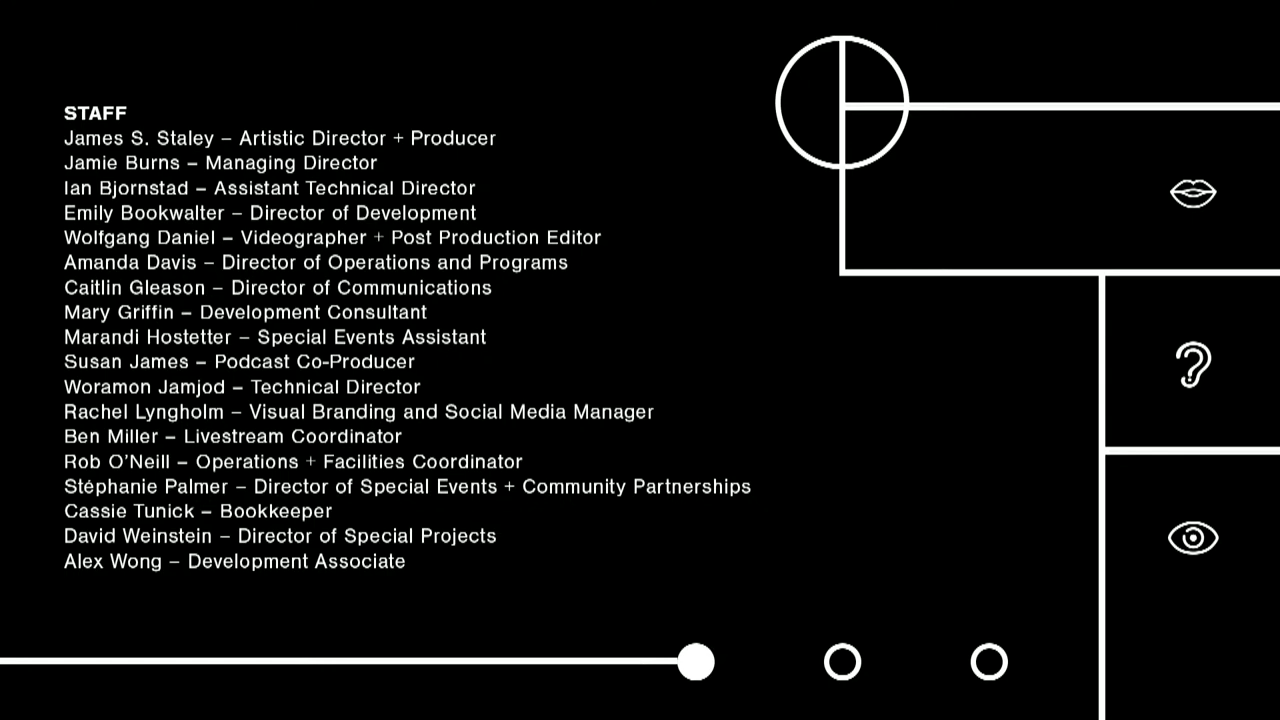 STAFF
James S. Staley – Artistic Director + Producer
Jamie Burns – Managing Director
Ian Bjornstad – Assistant Technical Director
Emily Bookwalter – Director of Development
Wolfgang Daniel – Videographer + Post Production Editor
Amanda Davis – Director of Operations and Programs
Caitlin Gleason – Director of Communications
Mary Griffin – Development Consultant
Marandi Hostetter – Special Events Assistant
Susan James – Podcast Co-Producer
Woramon Jamjod – Technical Director
Rachel Lyngholm – Visual Branding and Social Media Manager
Ben Miller – Livestream Coordinator
Rob O’Neill – Operations + Facilities Coordinator
Stéphanie Palmer – Director of Special Events + Community Partnerships
Cassie Tunick – Bookkeeper
David Weinstein – Director of Special Projects
Alex Wong – Development Associate